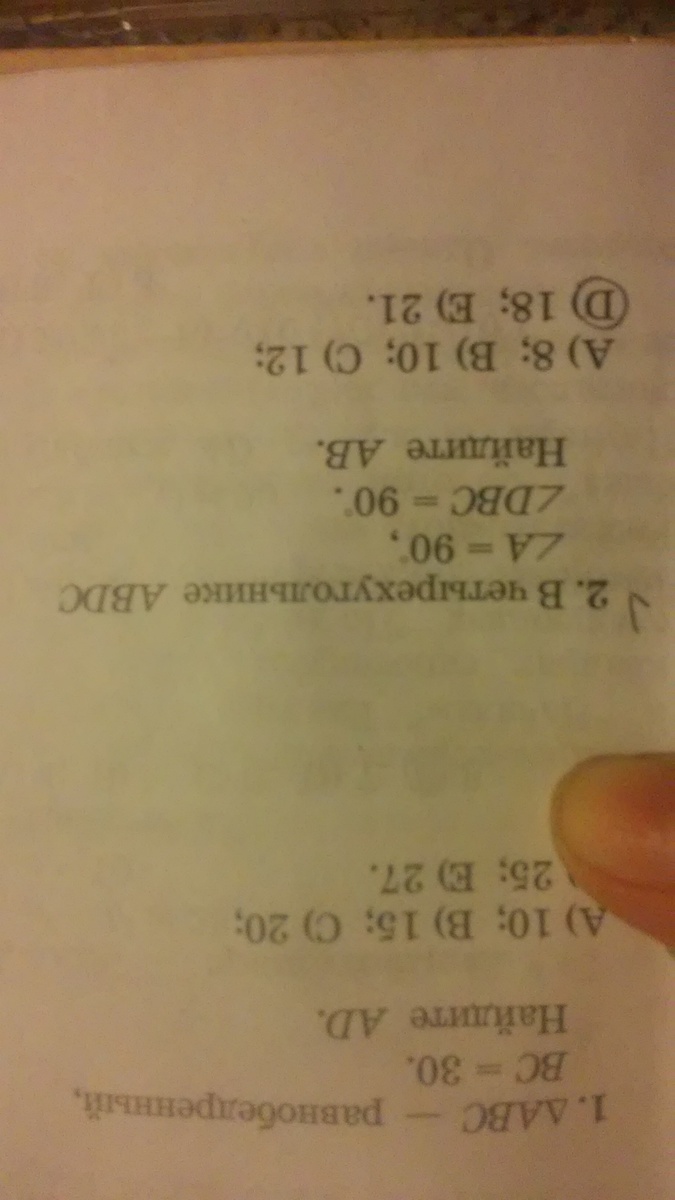 1. ΔABC — равнобедренный,
BC = 30.
Найдите AD.
A) 10; B) 15; C) 20;
25; E) 27.
2. В четырехугольнике ABDC
∠A = 90°,
∠DBC = 90°.
Найдите AB.
A) 8; B) 10; C) 12;
D) 18; E) 21.